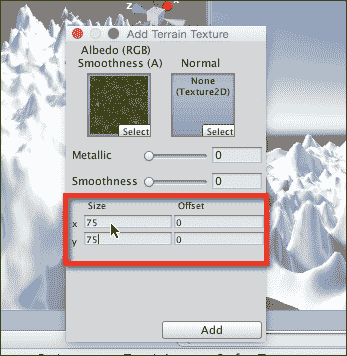 Add Terrain Texture
Albedo (RGB)
Smoothness (A) Normal
None
(Texture2D)
Select Select
Metallic 0
Smoothness 0
Size Offset
x 75 0
y 75 0
Add